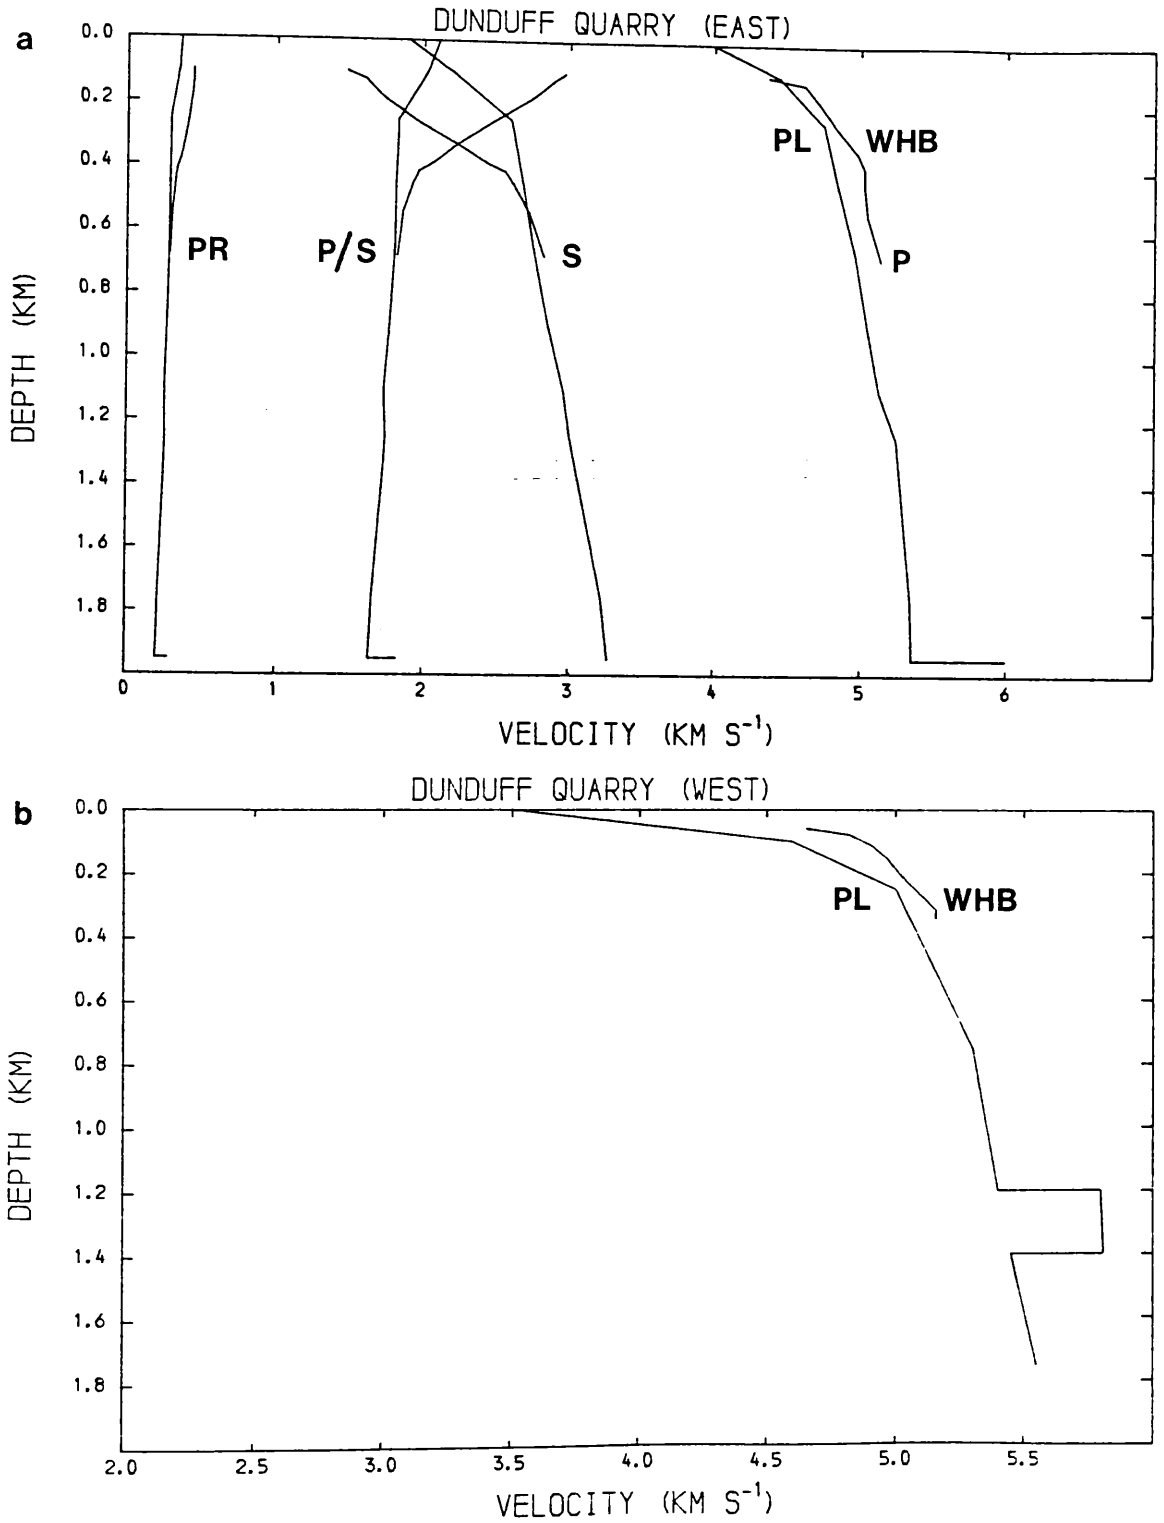 a
DUNDUFF QUARRY (EAST)
0.0
0.2
0.4
0.6
0.8
1.0
1.2
1.4
1.6
1.8
DEPTH (KM)
PL
WHB
PR
P/S
S
P
0 1 2 3 4 5 6
VELOCITY (KM S⁻¹)
b
DUNDUFF QUARRY (WEST)
0.0
0.2
0.4
0.6
0.8
1.0
1.2
1.4
1.6
1.8
DEPTH (KM)
PL
WHB
2.0 2.5 3.0 3.5 4.0 4.5 5.0 5.5
VELOCITY (KM S⁻¹)